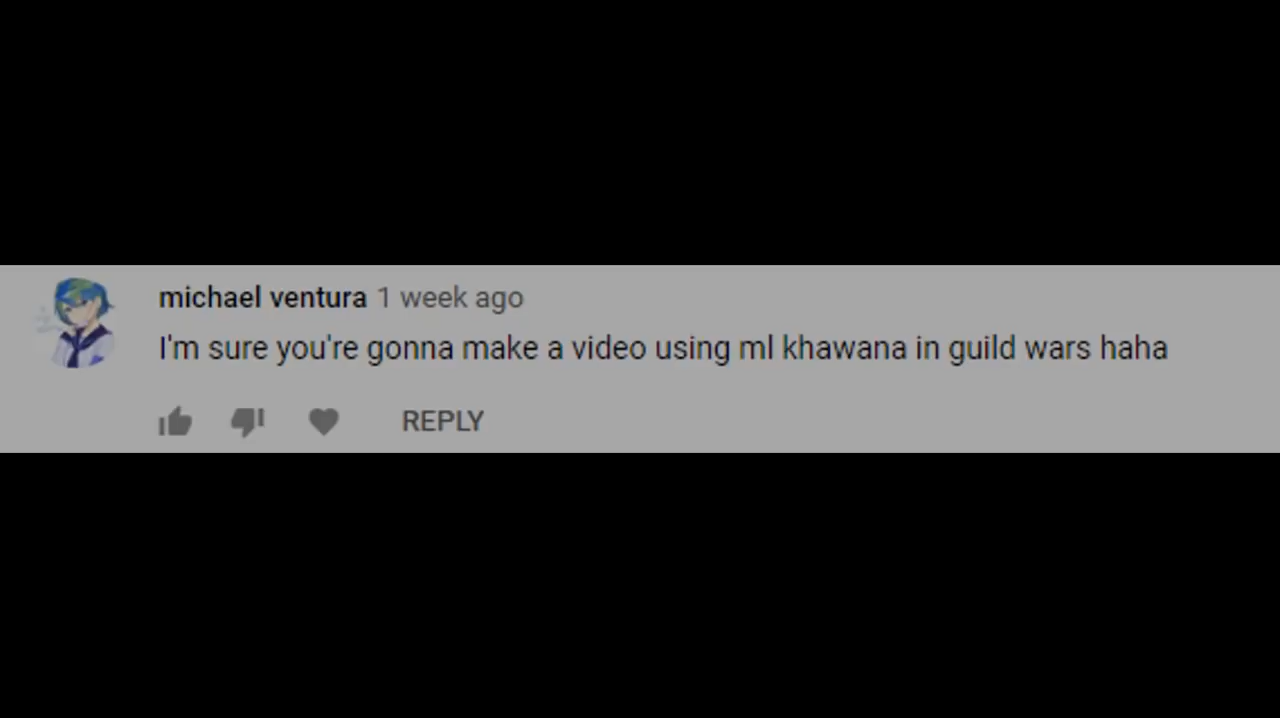 michael ventura 1 week ago
I'm sure you're gonna make a video using ml khawana in guild wars haha
REPLY